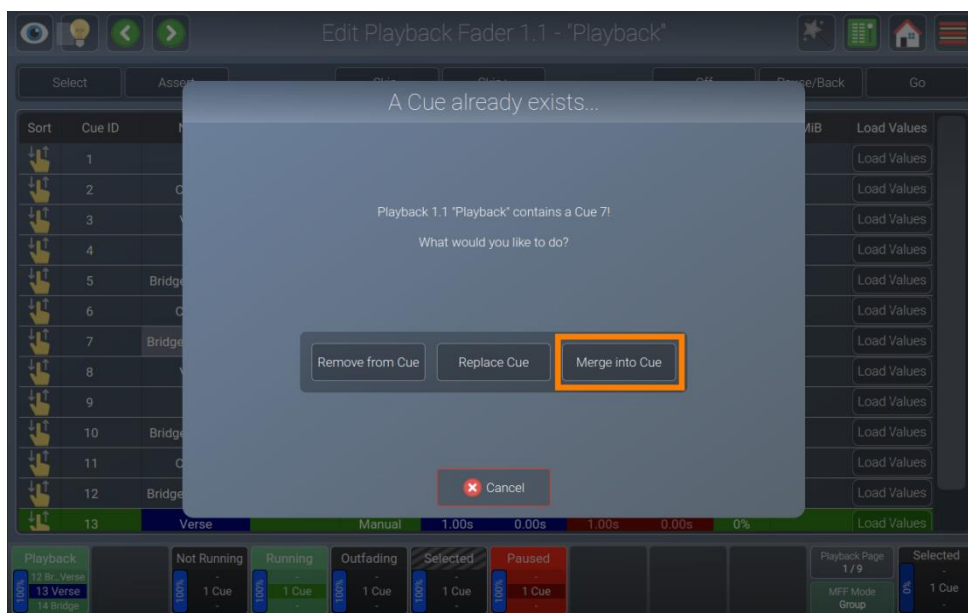 Edit Playback Fader 1.1 - "Playback"
Select Assert Skip - Skip + Off Pause/Back Go
A Cue already exists...
Sort Cue ID MiB Load Values
1 Load Values
2 Load Values
3 Load Values
4 Load Values
5 Bridge Load Values
6 Load Values
7 Bridge Load Values
8 Load Values
9 Load Values
10 Bridge Load Values
11 Load Values
12 Bridge Load Values
13 Verse Manual 1.00s 0.00s 1.00s 0.00s 0% Load Values
Playback 1.1 "Playback" contains a Cue 7!
What would you like to do?
Remove from Cue Replace Cue Merge into Cue
Cancel
Playback Not Running Running Outfading Selected Paused Playback Page Selected
12 Br..Verse - - - - - 1 / 9 -
100% 13 Verse 100% 1 Cue 100% 1 Cue 100% 1 Cue 100% 1 Cue 100% 1 Cue MFF Mode 0% 1 Cue
14 Bridge - - - - - Group -